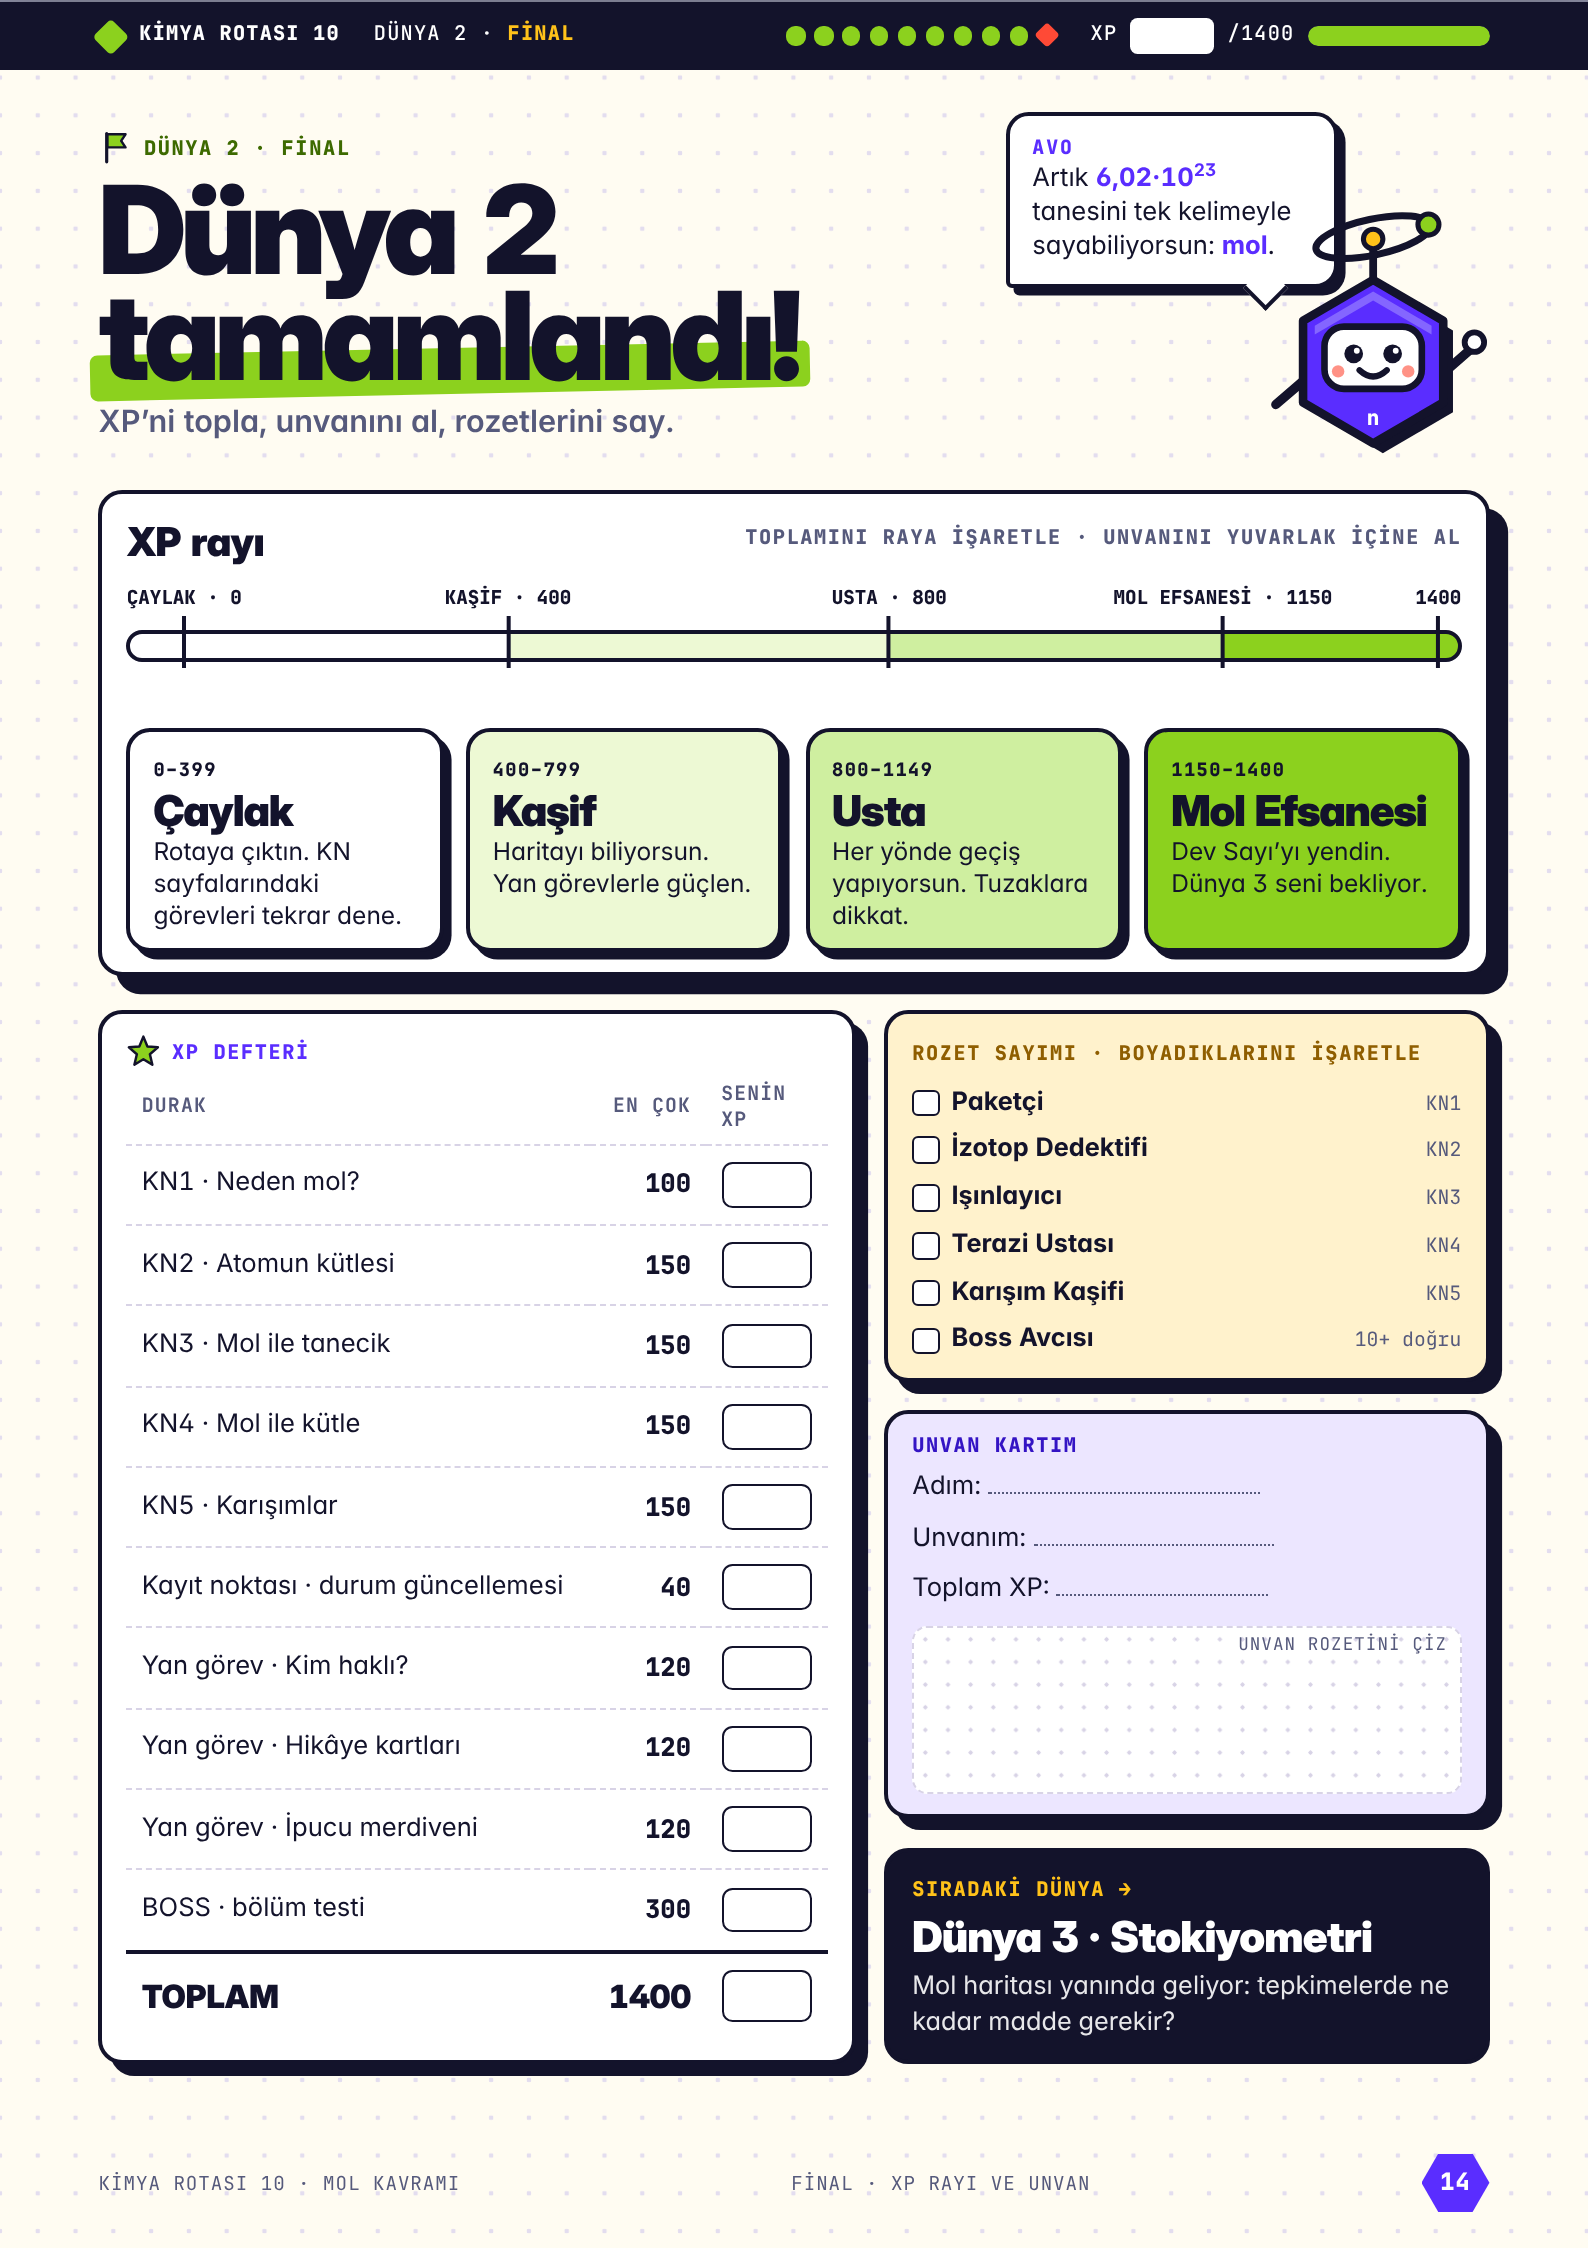 KİMYA ROTASI 10 DÜNYA 2 · FİNAL XP /1400
DÜNYA 2 · FİNAL
Dünya 2
tamamlandı!
XP’ni topla, unvanını al, rozetlerini say.
AVO
Artık 6,02·10²³
tanesini tek kelimeyle
sayabiliyorsun: mol.
n
XP rayı
TOPLAMINI RAYA İŞARETLE · UNVANINI YUVARLAK İÇİNE AL
ÇAYLAK · 0 KAŞİF · 400 USTA · 800 MOL EFSANESİ · 1150 1400
0–399
Çaylak
Rotaya çıktın. KN
sayfalarındaki
görevleri tekrar dene.
400–799
Kaşif
Haritayı biliyorsun.
Yan görevlerle güçlen.
800–1149
Usta
Her yönde geçiş
yapıyorsun. Tuzaklara
dikkat.
1150–1400
Mol Efsanesi
Dev Sayı’yı yendin.
Dünya 3 seni bekliyor.
XP DEFTERİ
DURAK EN ÇOK SENİN
XP
KN1 · Neden mol? 100
KN2 · Atomun kütlesi 150
KN3 · Mol ile tanecik 150
KN4 · Mol ile kütle 150
KN5 · Karışımlar 150
Kayıt noktası · durum güncellemesi 40
Yan görev · Kim haklı? 120
Yan görev · Hikâye kartları 120
Yan görev · İpucu merdiveni 120
BOSS · bölüm testi 300
TOPLAM 1400
ROZET SAYIMI · BOYADIKLARINI İŞARETLE
Paketçi KN1
İzotop Dedektifi KN2
Işınlayıcı KN3
Terazi Ustası KN4
Karışım Kaşifi KN5
Boss Avcısı 10+ doğru
UNVAN KARTIM
Adım:
Unvanım:
Toplam XP:
UNVAN ROZETİNİ ÇİZ
SIRADAKİ DÜNYA →
Dünya 3 · Stokiyometri
Mol haritası yanında geliyor: tepkimelerde ne
kadar madde gerekir?
KİMYA ROTASI 10 · MOL KAVRAMI FİNAL · XP RAYI VE UNVAN 14